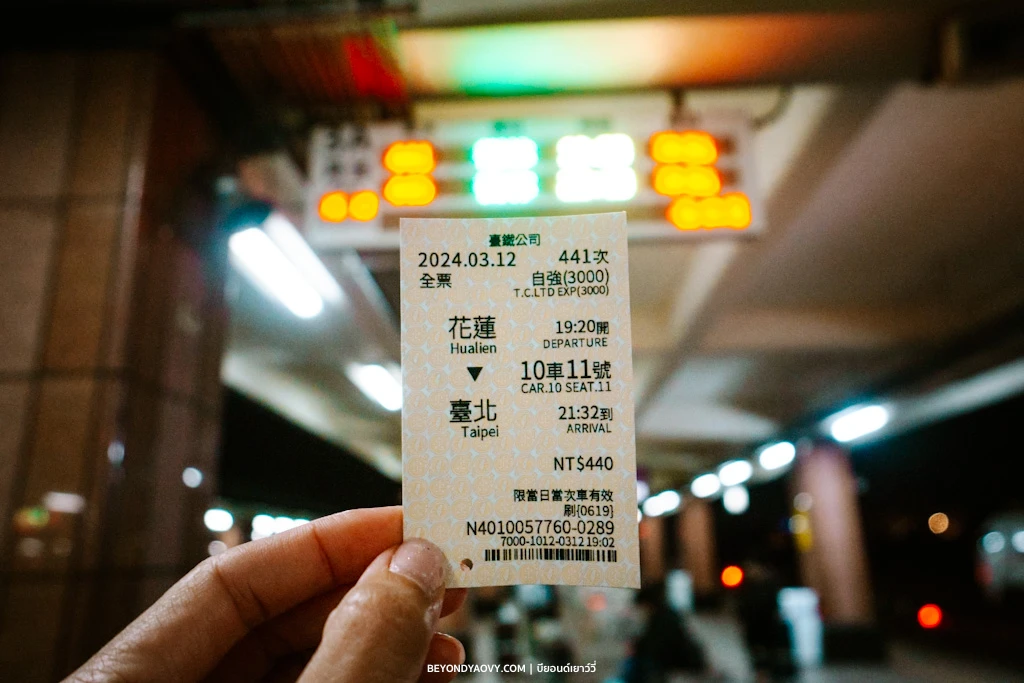 臺鐵公司
2024.03.12 441次
全票 自強(3000)
T.C.LTD EXP(3000)
花蓮 19:20開
Hualien DEPARTURE
▼ 10車11號
CAR.10 SEAT.11
臺北 21:32到
Taipei ARRIVAL
NT$440
限當日當次車有效
刷{0619}
N4010057760-0289
7000-1012-0312 19:02
BEYONDYAOVY.COM | บียอนด์เยาว์วี่